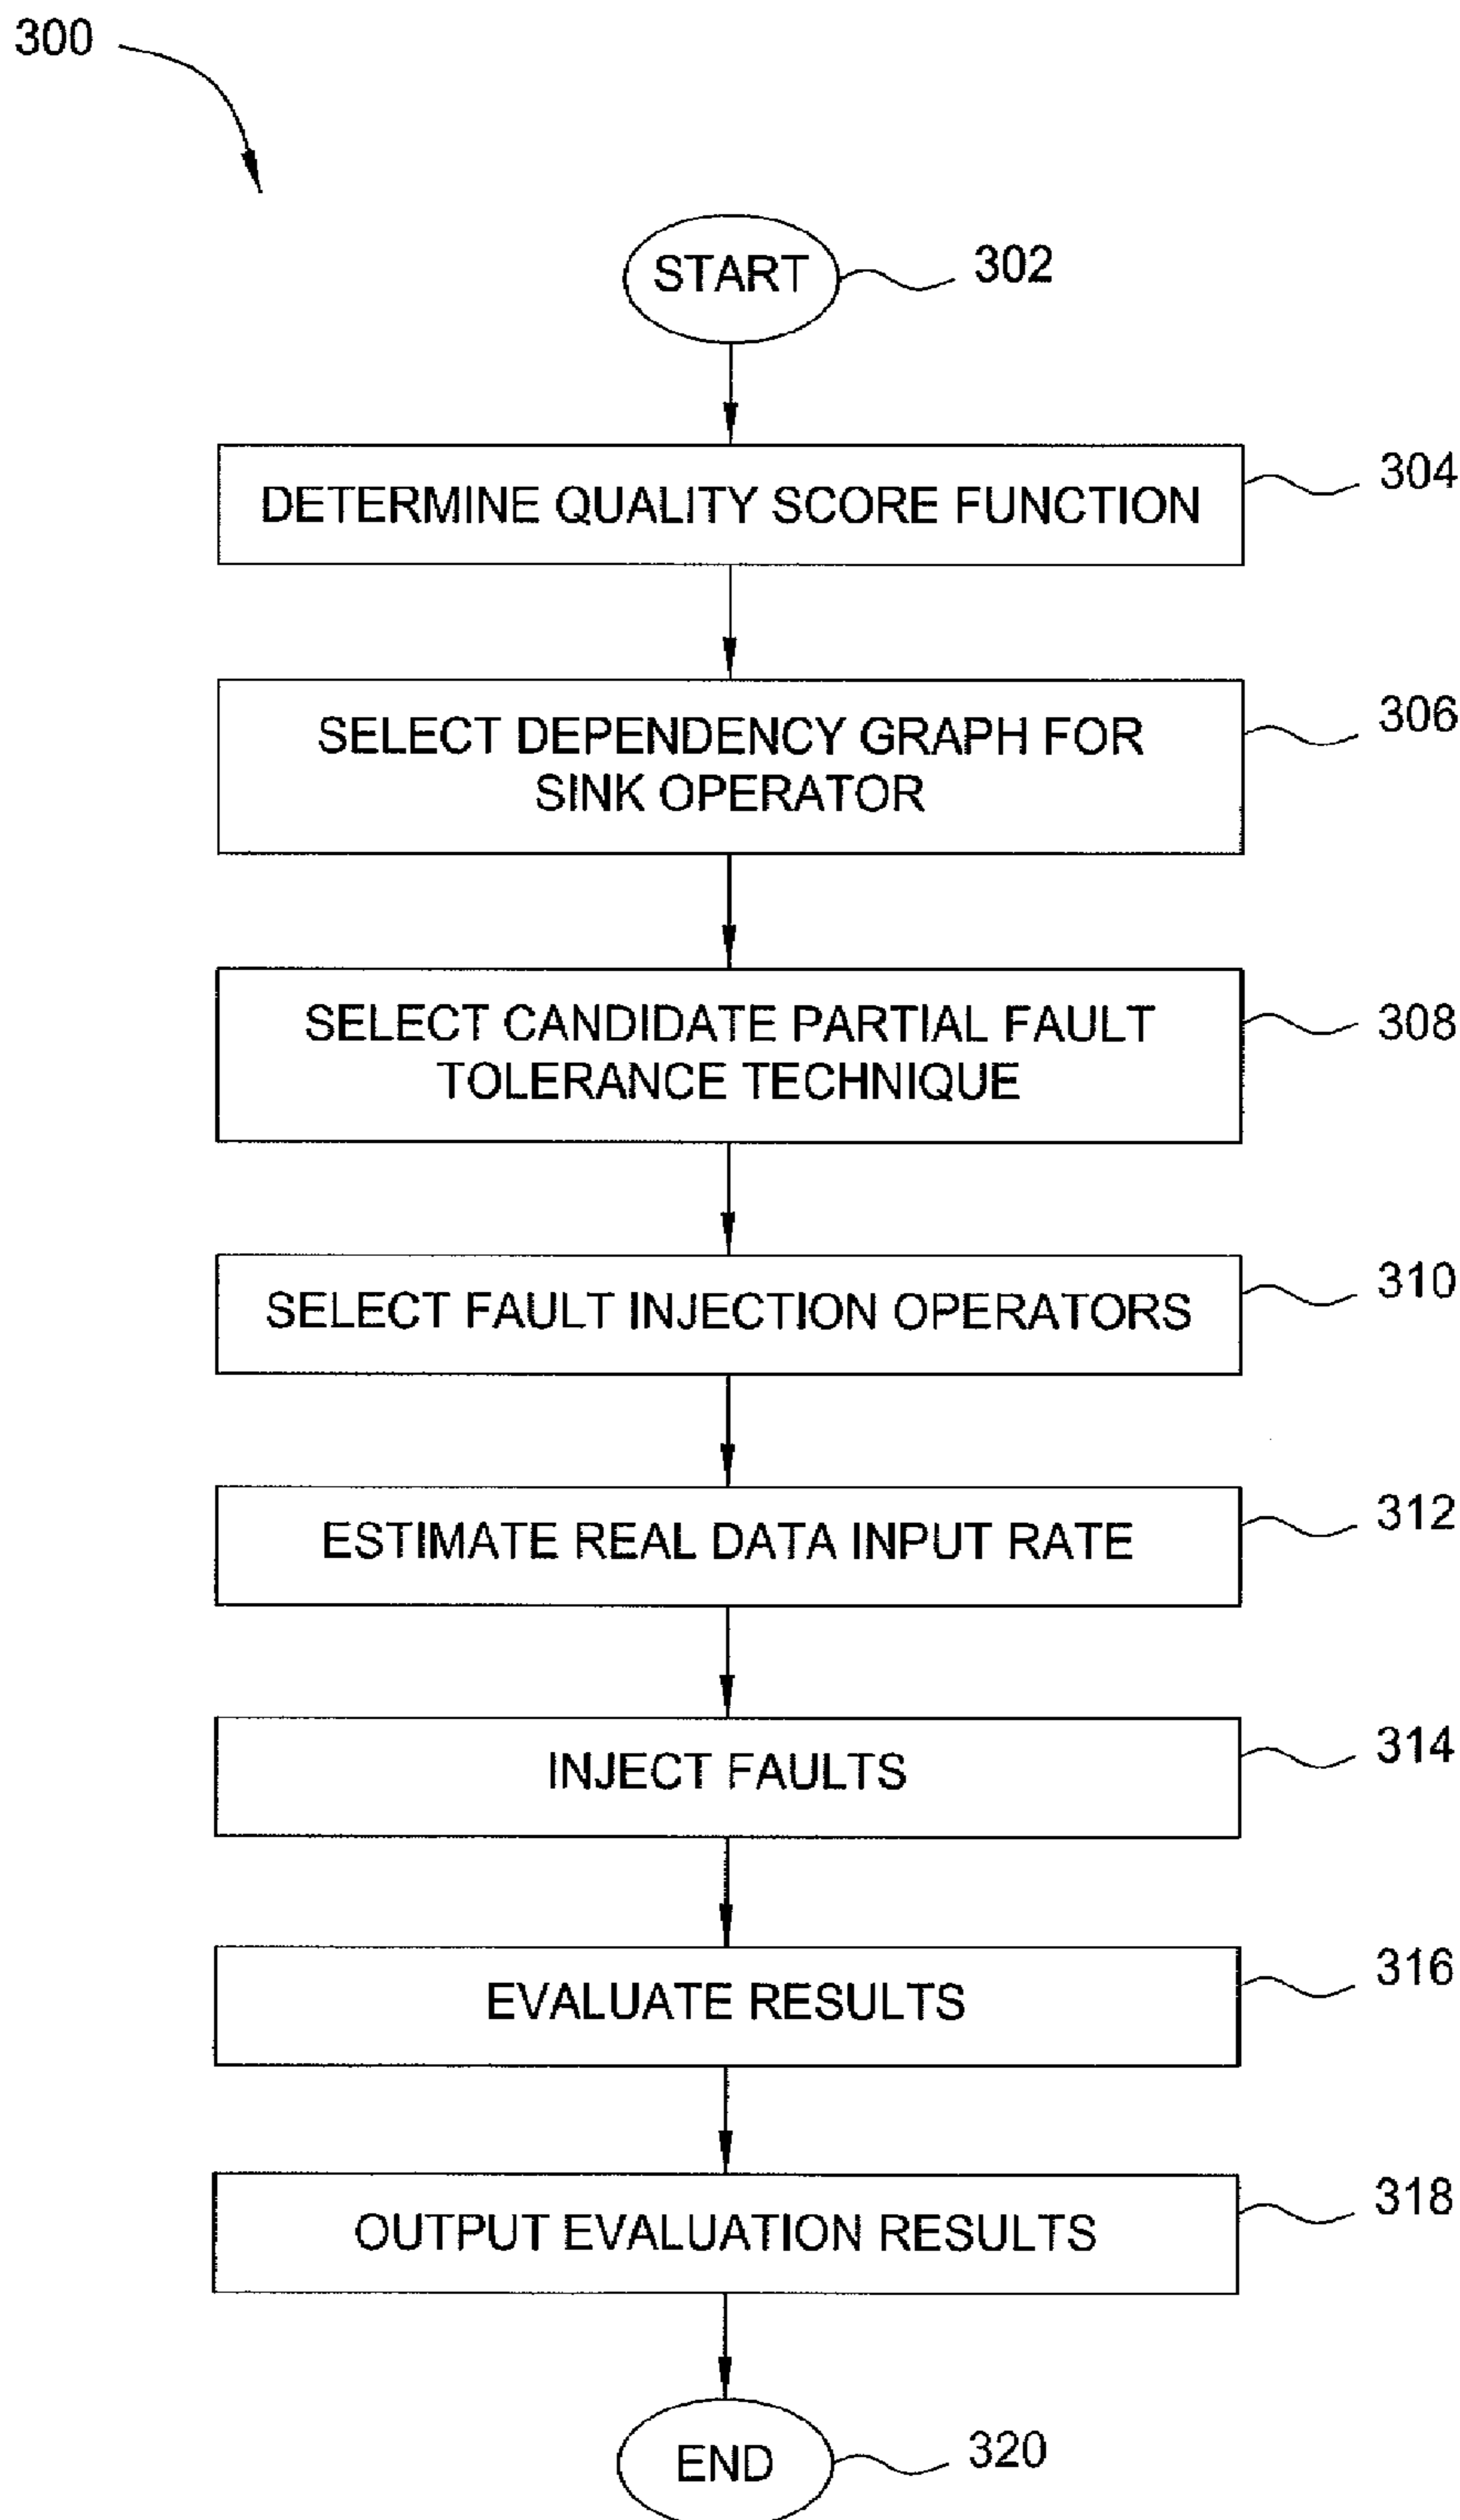 300
START
302
DETERMINE QUALITY SCORE FUNCTION
304
SELECT DEPENDENCY GRAPH FOR
SINK OPERATOR
306
SELECT CANDIDATE PARTIAL FAULT
TOLERANCE TECHNIQUE
308
SELECT FAULT INJECTION OPERATORS
310
ESTIMATE REAL DATA INPUT RATE
312
INJECT FAULTS
314
EVALUATE RESULTS
316
OUTPUT EVALUATION RESULTS
318
END
320